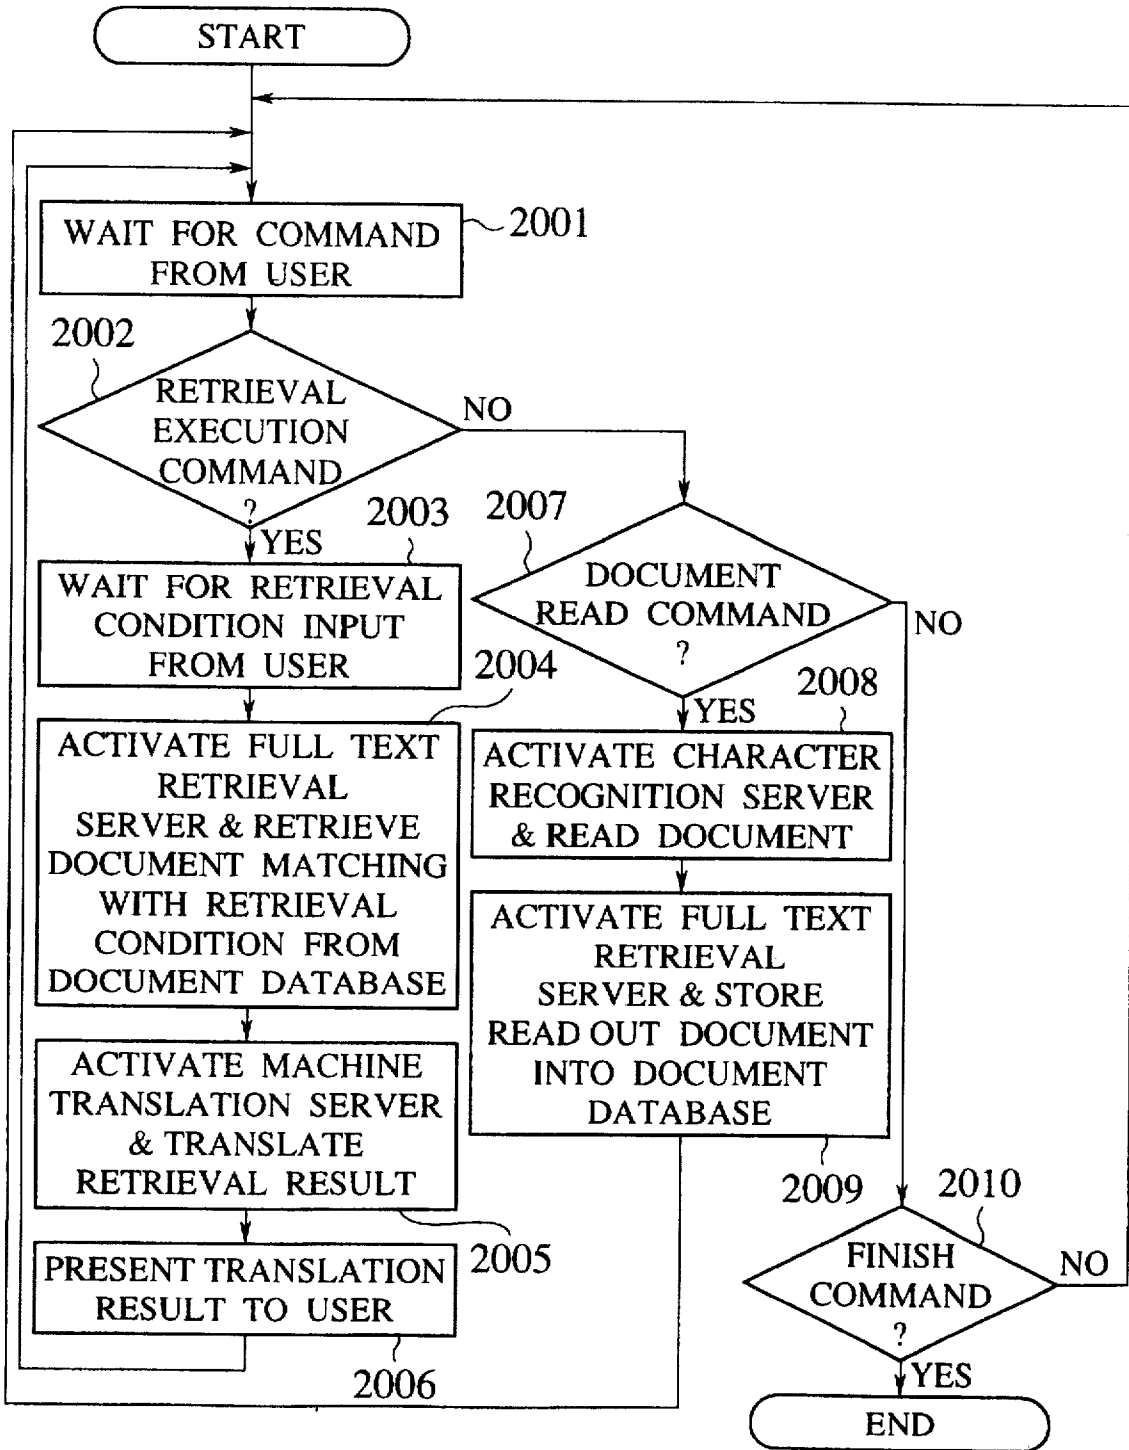 START
WAIT FOR COMMAND
FROM USER
2001
2002
RETRIEVAL
EXECUTION
COMMAND
?
NO
YES
2003
WAIT FOR RETRIEVAL
CONDITION INPUT
FROM USER
2004
ACTIVATE FULL TEXT
RETRIEVAL
SERVER & RETRIEVE
DOCUMENT MATCHING
WITH RETRIEVAL
CONDITION FROM
DOCUMENT DATABASE
ACTIVATE MACHINE
TRANSLATION SERVER
& TRANSLATE
RETRIEVAL RESULT
2005
PRESENT TRANSLATION
RESULT TO USER
2006
2007
DOCUMENT
READ COMMAND
?
NO
YES
2008
ACTIVATE CHARACTER
RECOGNITION SERVER
& READ DOCUMENT
ACTIVATE FULL TEXT
RETRIEVAL
SERVER & STORE
READ OUT DOCUMENT
INTO DOCUMENT
DATABASE
2009
2010
FINISH
COMMAND
?
NO
YES
END